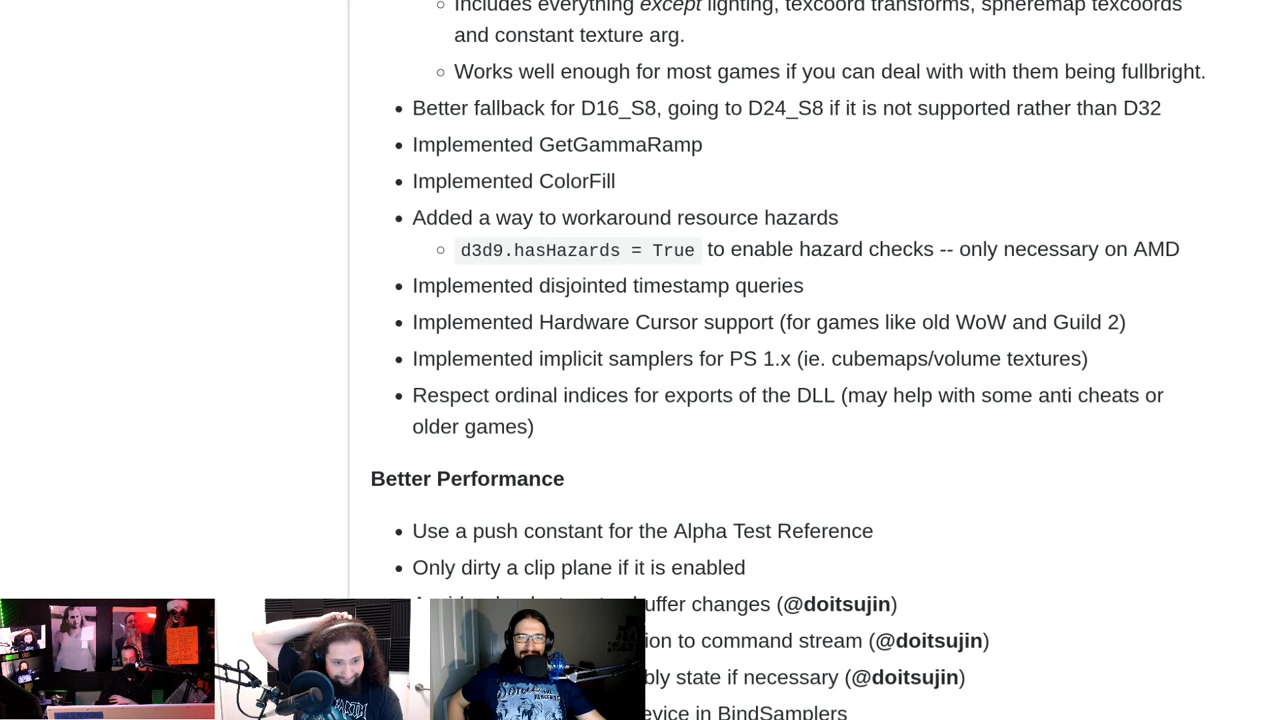 Includes everything except lighting, texcoord transforms, spheremap texcoords
and constant texture arg.
Works well enough for most games if you can deal with with them being fullbright.
Better fallback for D16_S8, going to D24_S8 if it is not supported rather than D32
Implemented GetGammaRamp
Implemented ColorFill
Added a way to workaround resource hazards
d3d9.hasHazards = True to enable hazard checks -- only necessary on AMD
Implemented disjointed timestamp queries
Implemented Hardware Cursor support (for games like old WoW and Guild 2)
Implemented implicit samplers for PS 1.x (ie. cubemaps/volume textures)
Respect ordinal indices for exports of the DLL (may help with some anti cheats or
older games)
Better Performance
Use a push constant for the Alpha Test Reference
Only dirty a clip plane if it is enabled
changes (@doitsujin)
to command stream (@doitsujin)
state if necessary (@doitsujin)
in BindSamplers